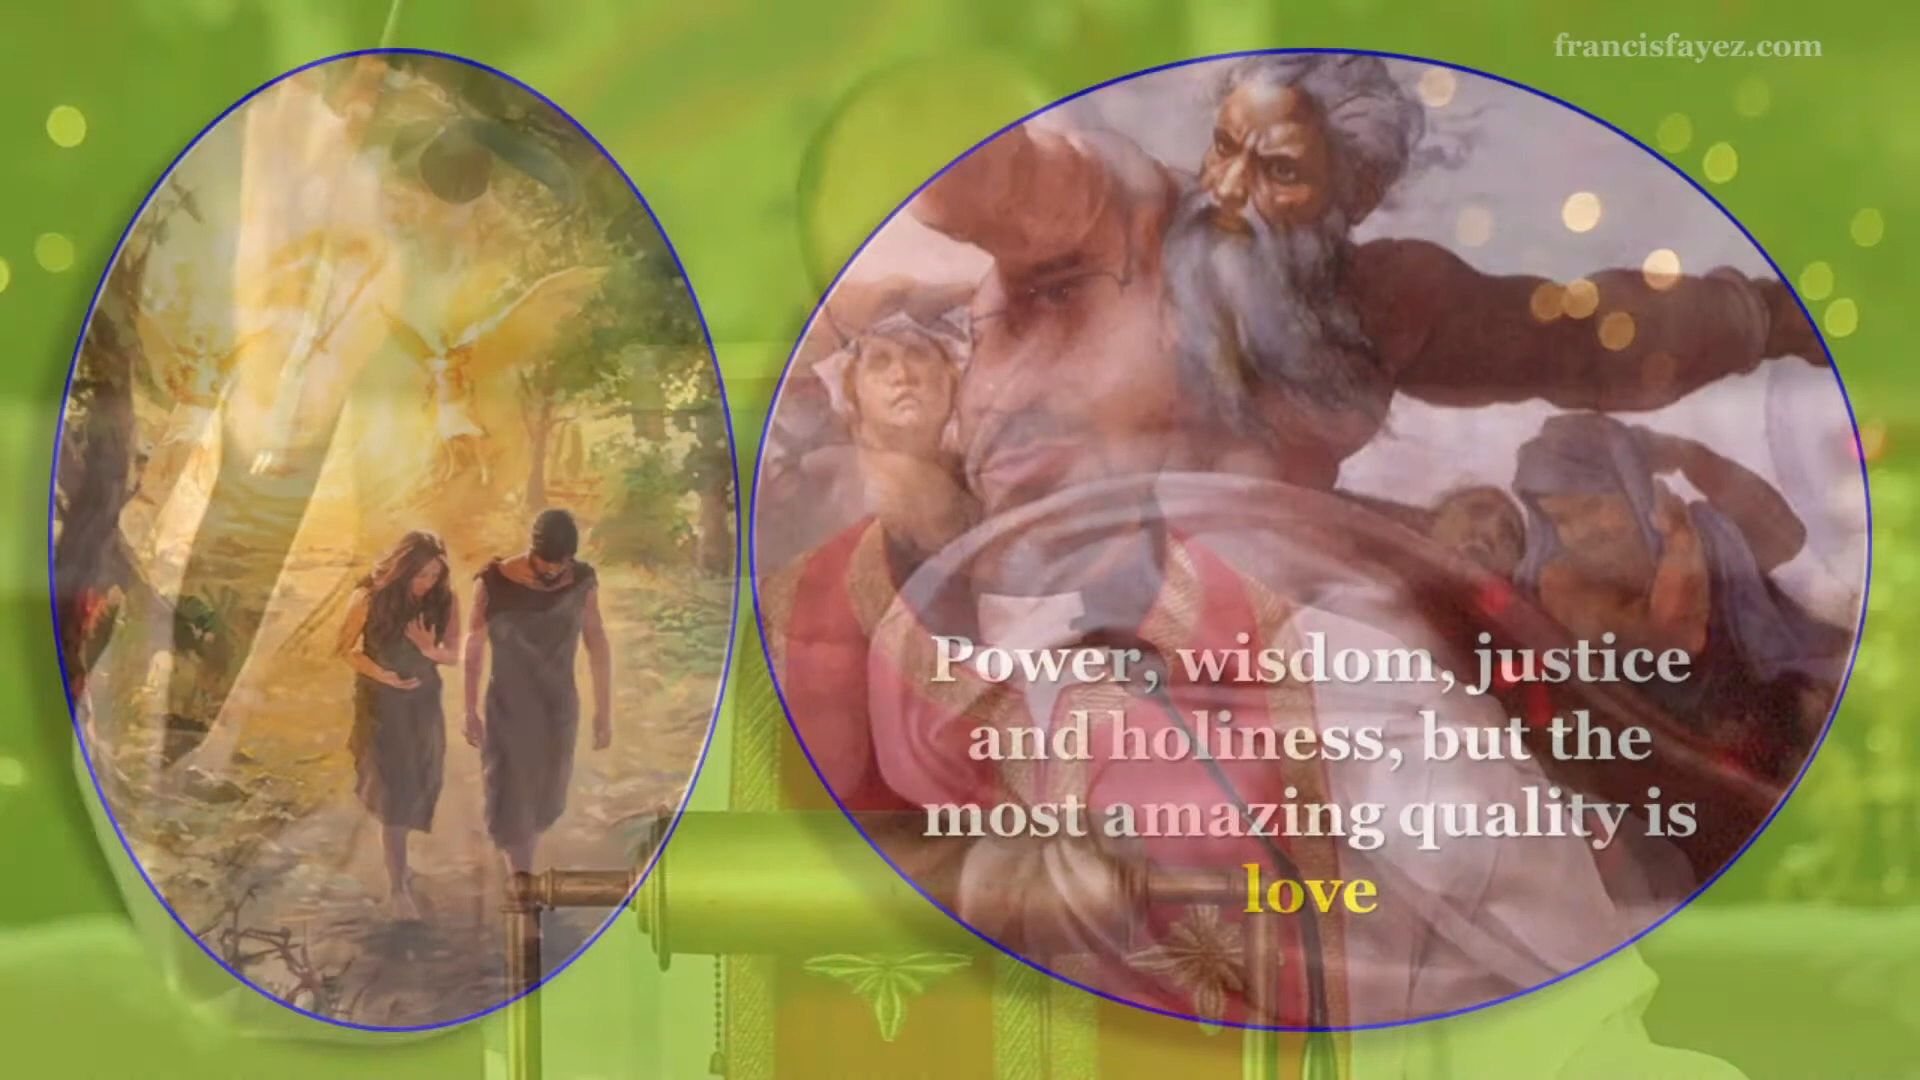 francisfayez.com
Power, wisdom, justice
and holiness, but the
most amazing quality is
love